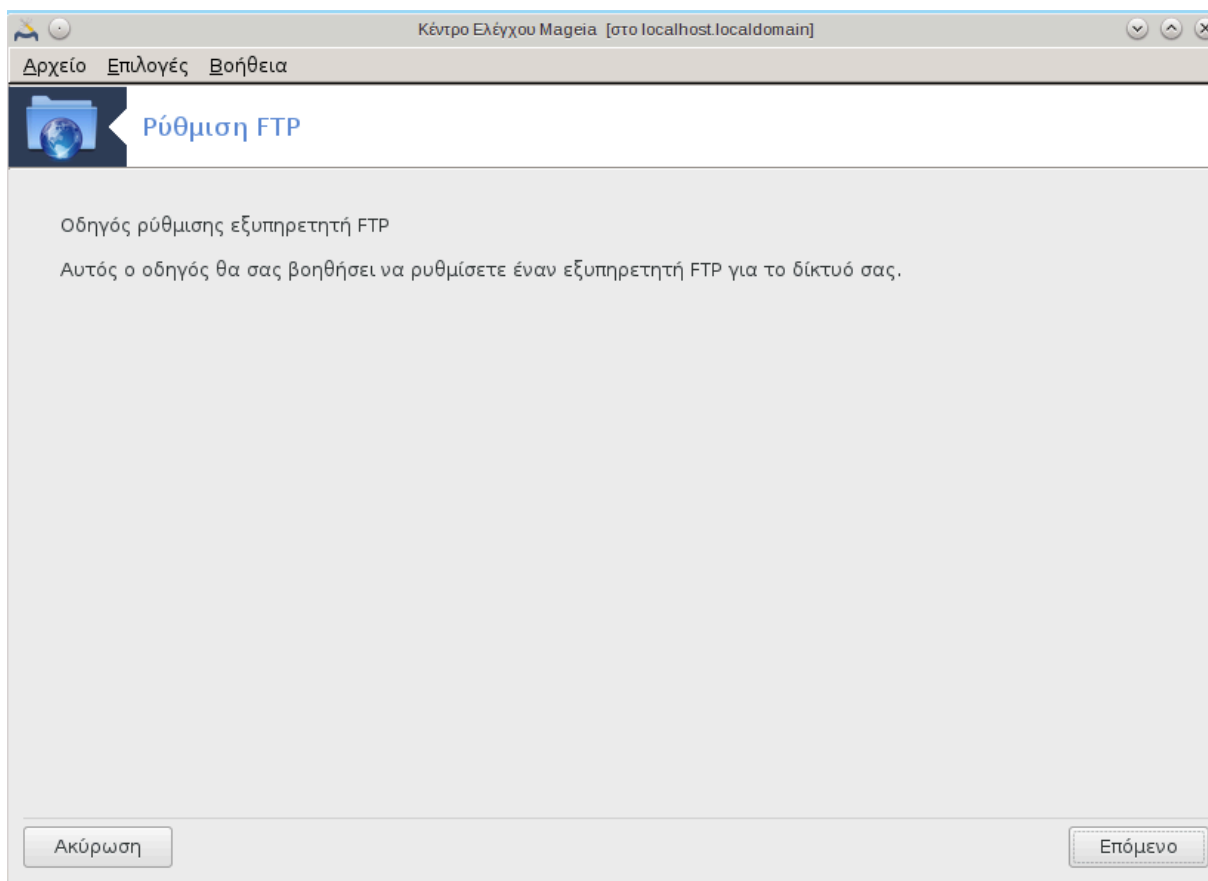 Κέντρο Ελέγχου Mageia [στο localhost.localdomain]
Αρχείο Επιλογές Βοήθεια
Ρύθμιση FTP
Οδηγός ρύθμισης εξυπηρετητή FTP
Αυτός ο οδηγός θα σας βοηθήσει να ρυθμίσετε έναν εξυπηρετητή FTP για το δίκτυό σας.
Ακύρωση Επόμενο